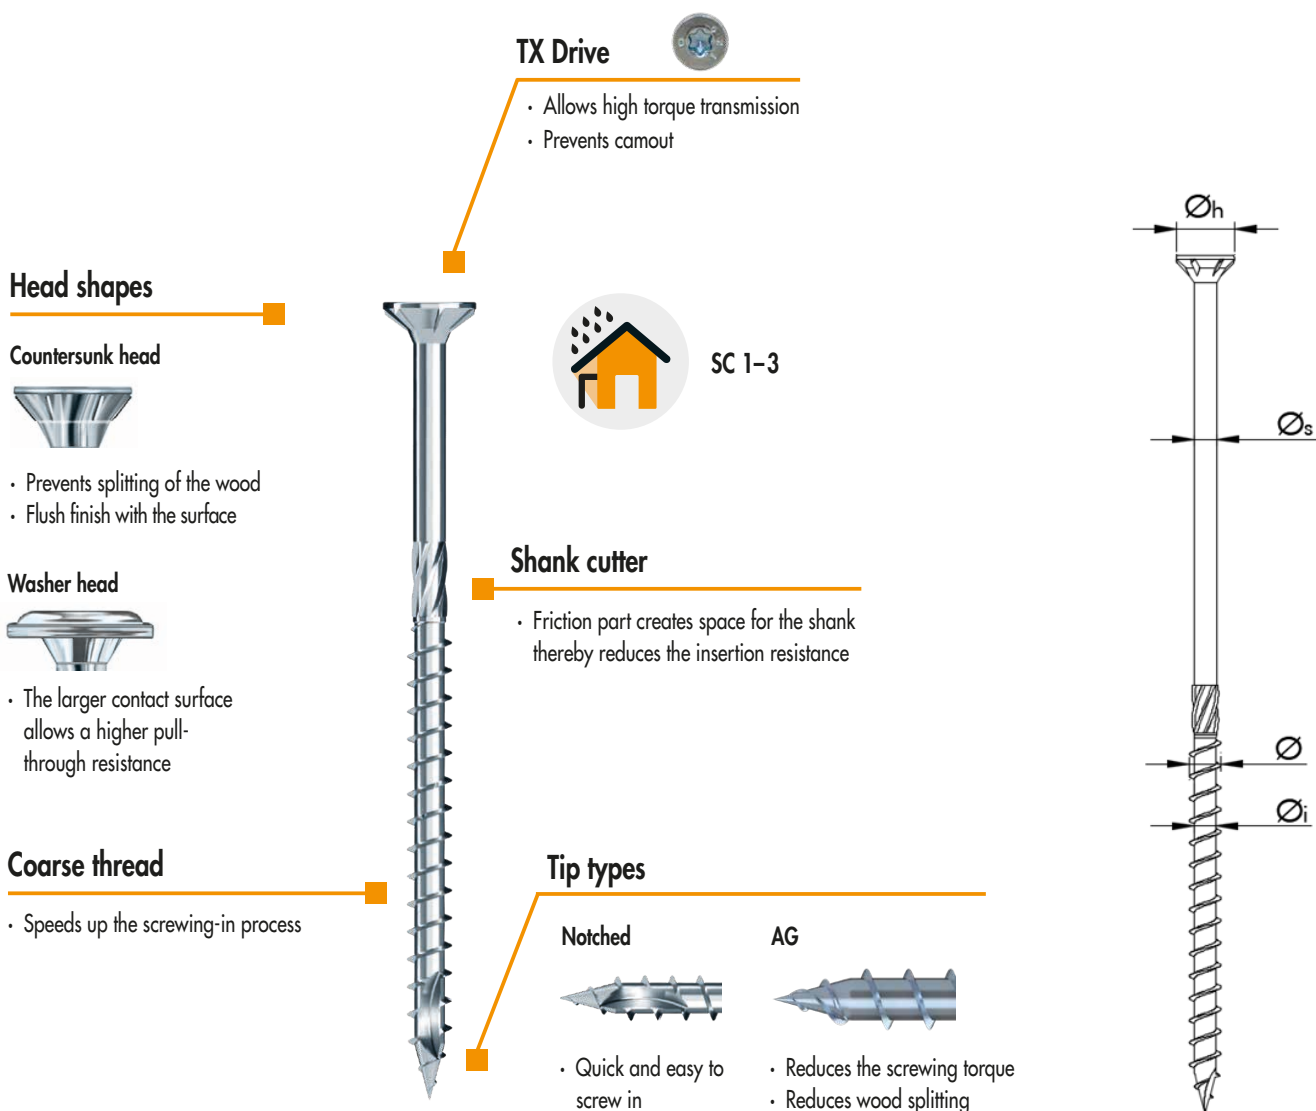 TX Drive
• Allows high torque transmission
• Prevents camout
Head shapes
Countersunk head
• Prevents splitting of the wood
• Flush finish with the surface
Washer head
• The larger contact surface
allows a higher pull-
through resistance
Coarse thread
• Speeds up the screwing-in process
SC 1–3
Shank cutter
• Friction part creates space for the shank
thereby reduces the insertion resistance
Tip types
Notched
• Quick and easy to
screw in
AG
• Reduces the screwing torque
• Reduces wood splitting
Øh
Øs
Ø
Øi